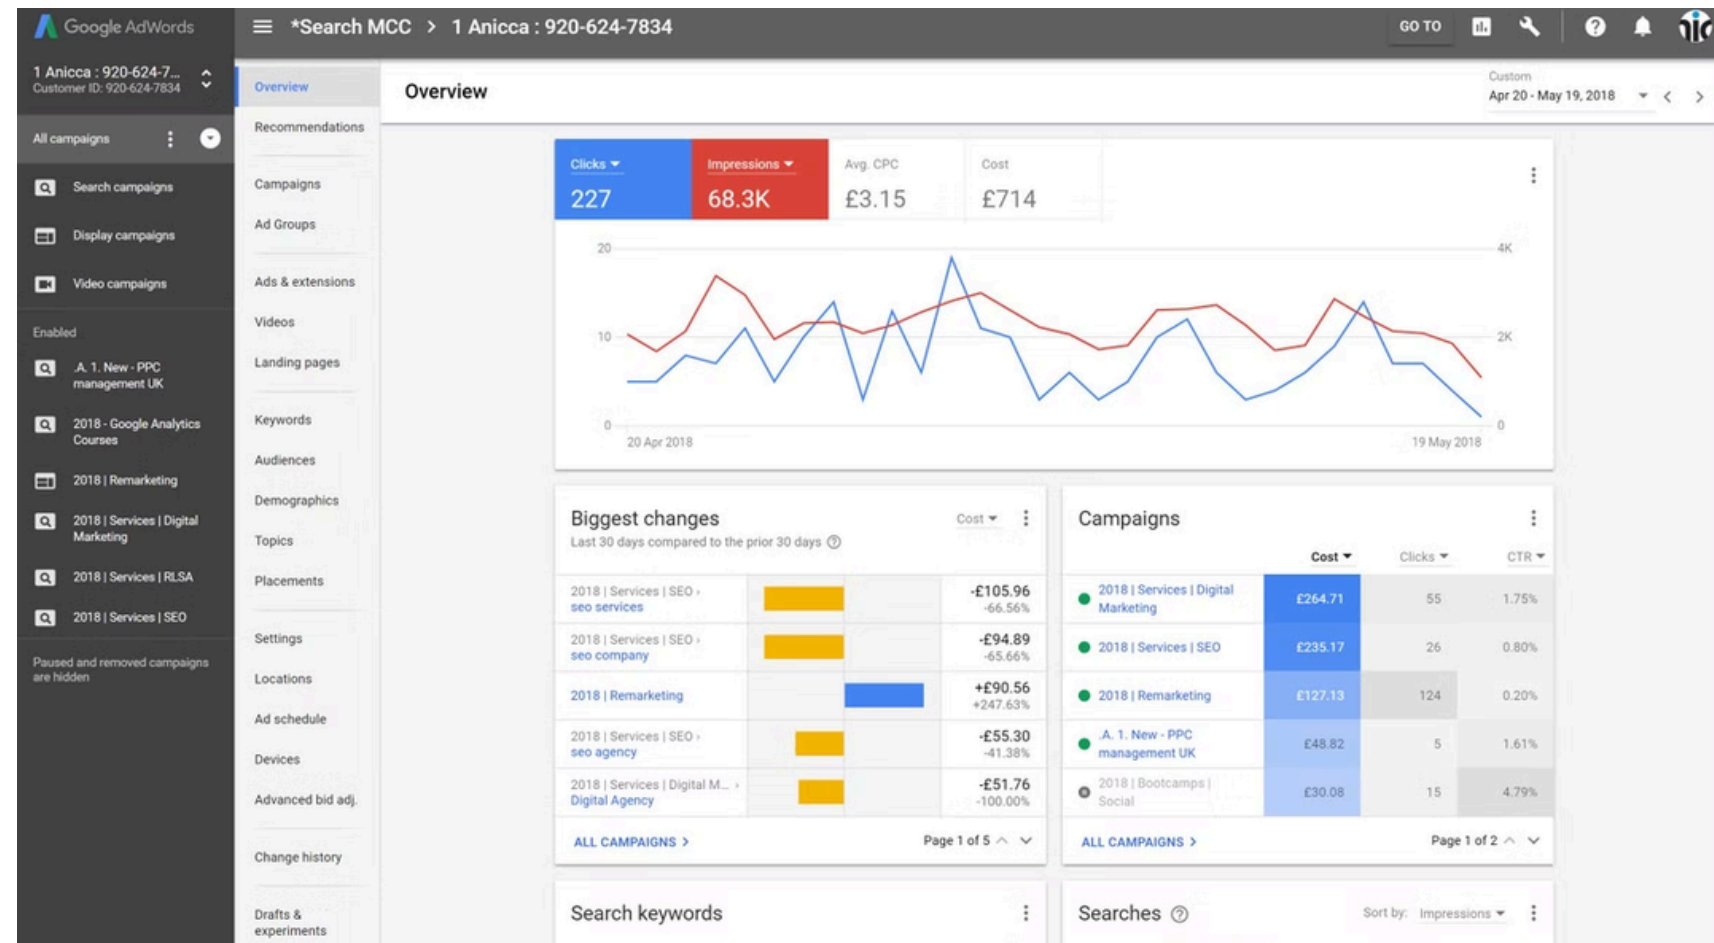 Google AdWords
*Search MCC > 1 Anicca : 920-624-7834
GO TO
1 Anicca : 920-624-7...
Customer ID: 920-624-7834
All campaigns
Search campaigns
Display campaigns
Video campaigns
Enabled
.A. 1. New - PPC
management UK
2018 - Google Analytics
Courses
2018 | Remarketing
2018 | Services | Digital
Marketing
2018 | Services | RLSA
2018 | Services | SEO
Paused and removed campaigns
are hidden
Overview
Recommendations
Campaigns
Ad Groups
Ads & extensions
Videos
Landing pages
Keywords
Audiences
Demographics
Topics
Placements
Settings
Locations
Ad schedule
Devices
Advanced bid adj.
Change history
Drafts &
experiments
Overview
Custom
Apr 20 - May 19, 2018
Clicks Impressions Avg. CPC Cost
227 68.3K £3.15 £714
20 4K
10 2K
0 0
20 Apr 2018 19 May 2018
Biggest changes Cost
Last 30 days compared to the prior 30 days
2018 | Services | SEO › -£105.96
seo services -66.56%
2018 | Services | SEO › -£94.89
seo company -65.66%
2018 | Remarketing +£90.56
+247.63%
2018 | Services | SEO › -£55.30
seo agency -41.38%
2018 | Services | Digital M... › -£51.76
Digital Agency -100.00%
ALL CAMPAIGNS > Page 1 of 5
Campaigns
Cost Clicks CTR
2018 | Services | Digital
Marketing £264.71 55 1.75%
2018 | Services | SEO £235.17 26 0.80%
2018 | Remarketing £127.13 124 0.20%
.A. 1. New - PPC
management UK £48.82 5 1.61%
2018 | Bootcamps |
Social £30.08 15 4.79%
ALL CAMPAIGNS > Page 1 of 2
Search keywords
Searches Sort by: Impressions